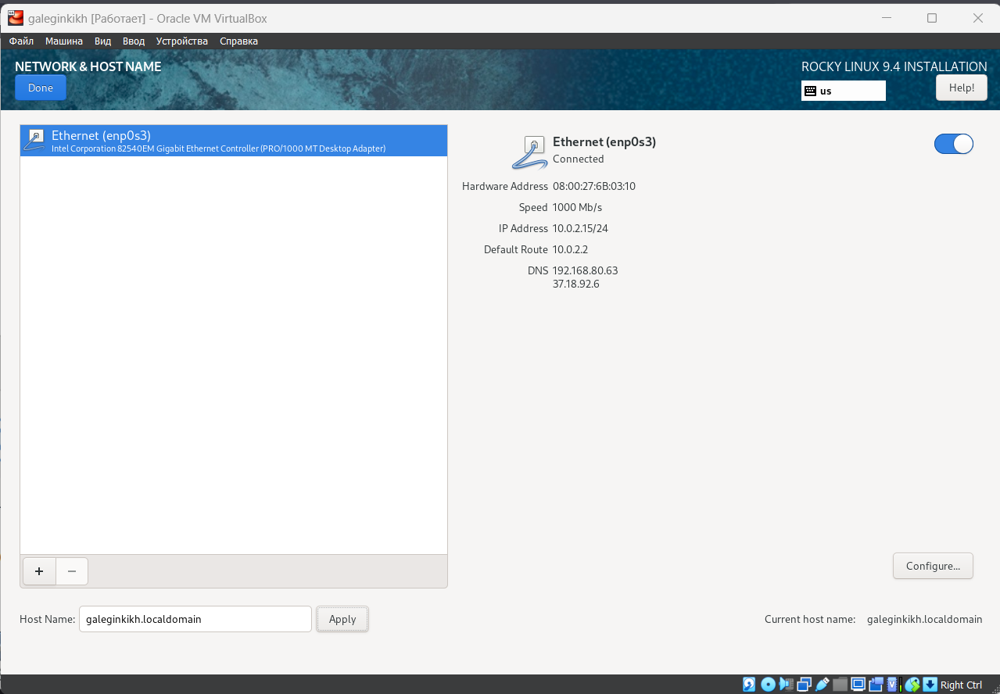 galeginkikh [Работает] - Oracle VM VirtualBox
Файл Машина Вид Ввод Устройства Справка
NETWORK & HOST NAME
ROCKY LINUX 9.4 INSTALLATION
Done
us
Help!
Ethernet (enp0s3)
Intel Corporation 82540EM Gigabit Ethernet Controller (PRO/1000 MT Desktop Adapter)
Ethernet (enp0s3)
Connected
Hardware Address 08:00:27:6B:03:10
Speed 1000 Mb/s
IP Address 10.0.2.15/24
Default Route 10.0.2.2
DNS 192.168.80.63
37.18.92.6
+ −
Configure...
Host Name: galeginkikh.localdomain Apply
Current host name: galeginkikh.localdomain
Right Ctrl